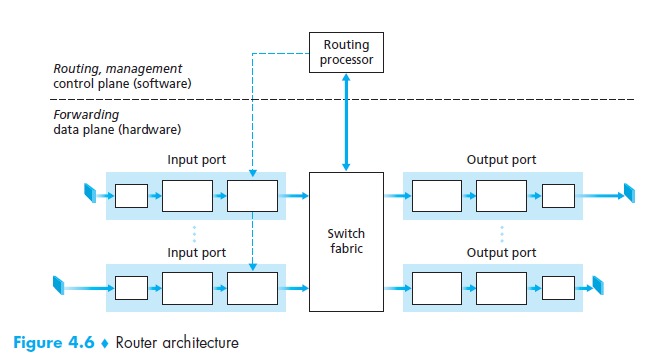 Routing
processor
Routing, management
control plane (software)
Forwarding
data plane (hardware)
Input port
Output port
Switch
fabric
Input port
Output port
Figure 4.6 ♦ Router architecture